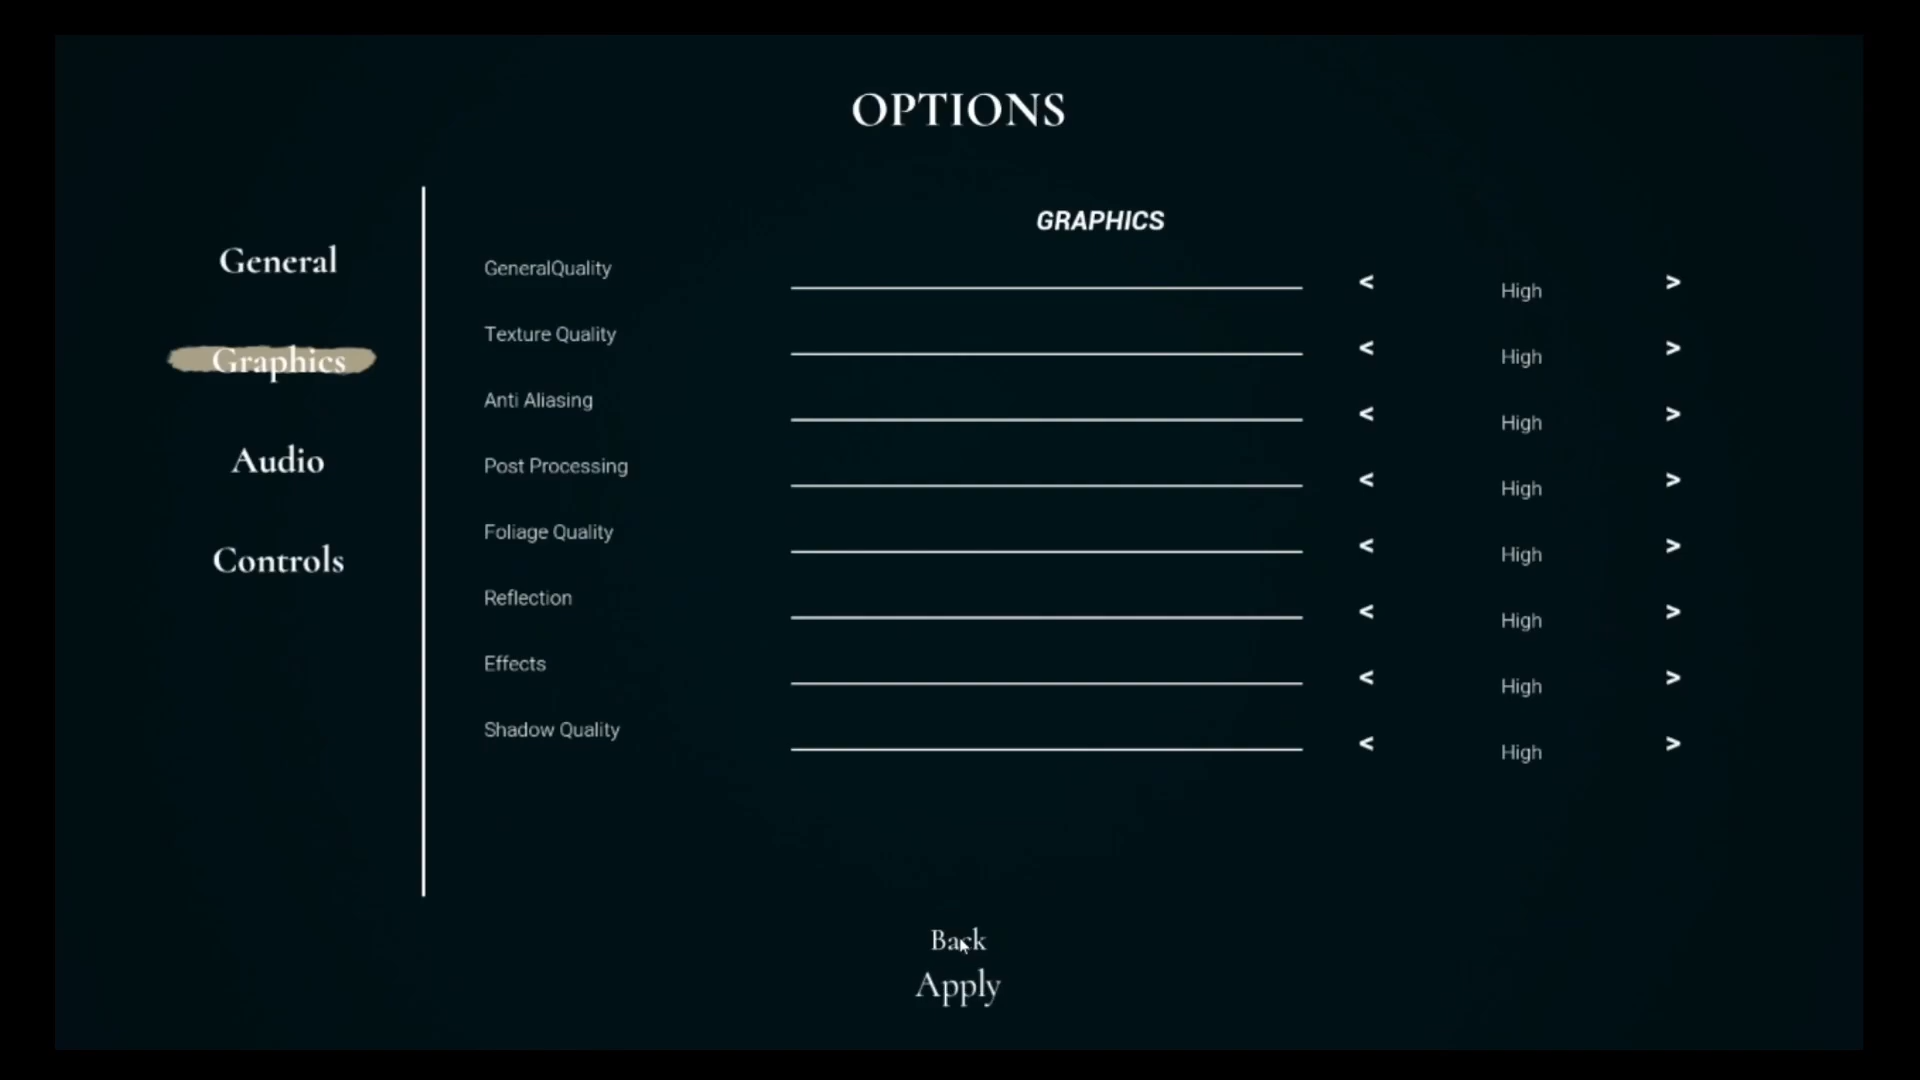 OPTIONS
General
Graphics
Audio
Controls
GRAPHICS
GeneralQuality < High >
Texture Quality < High >
Anti Aliasing < High >
Post Processing < High >
Foliage Quality < High >
Reflection < High >
Effects < High >
Shadow Quality < High >
Back
Apply